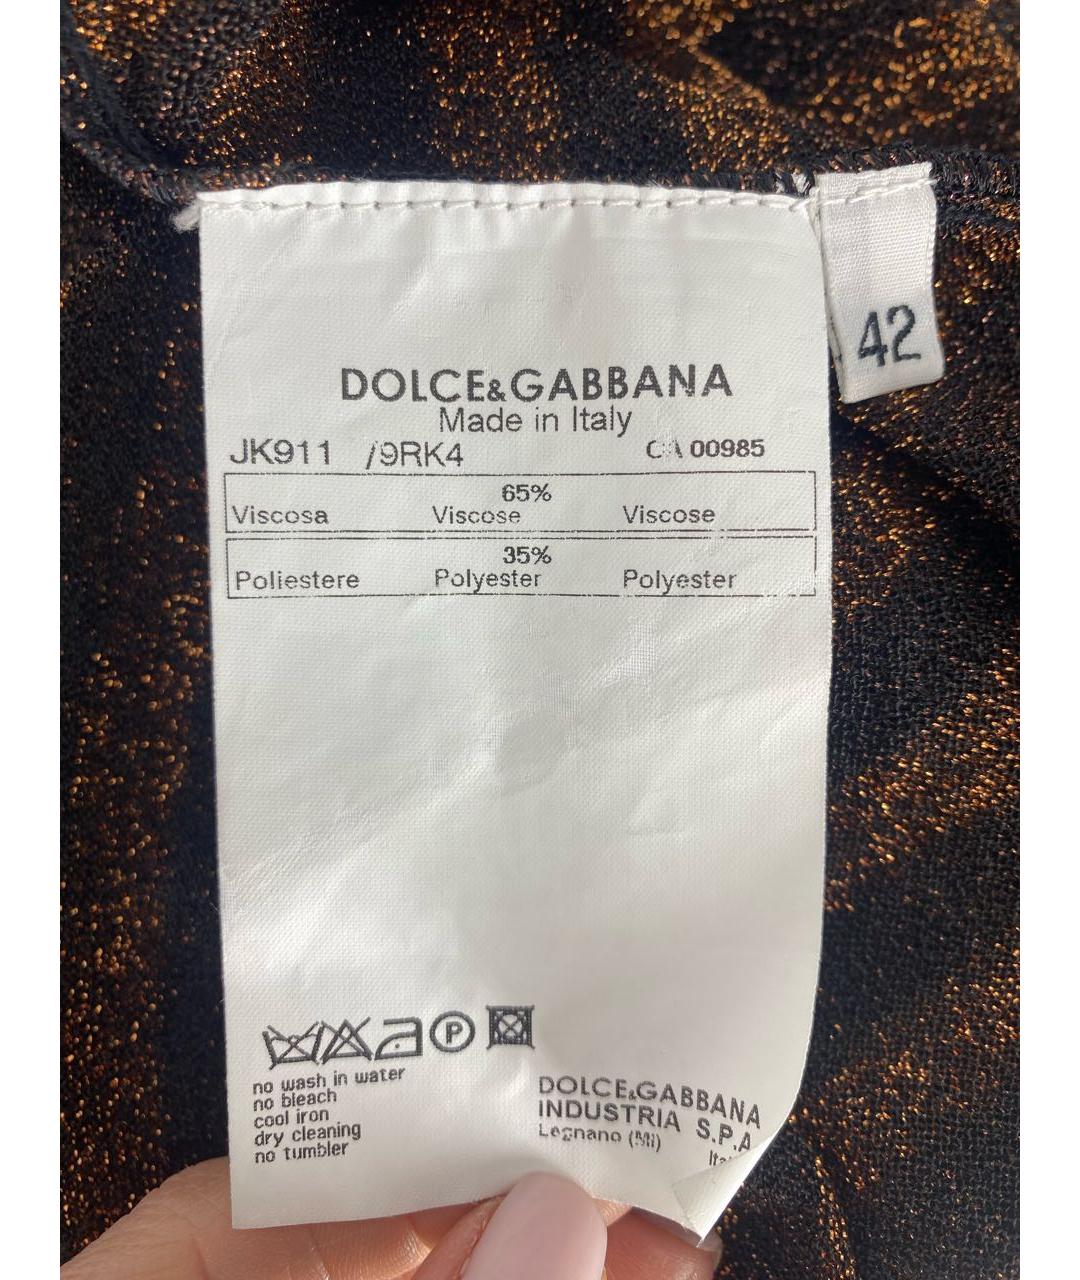 42
DOLCE&GABBANA
Made in Italy
JK911 /9RK4 CA 00985
65%
Viscosa Viscose Viscose
35%
Poliestere Polyester Polyester
P
no wash in water
no bleach
cool iron
dry cleaning
no tumbler
DOLCE&GABBANA
INDUSTRIA S.P.A
Legnano (MI)